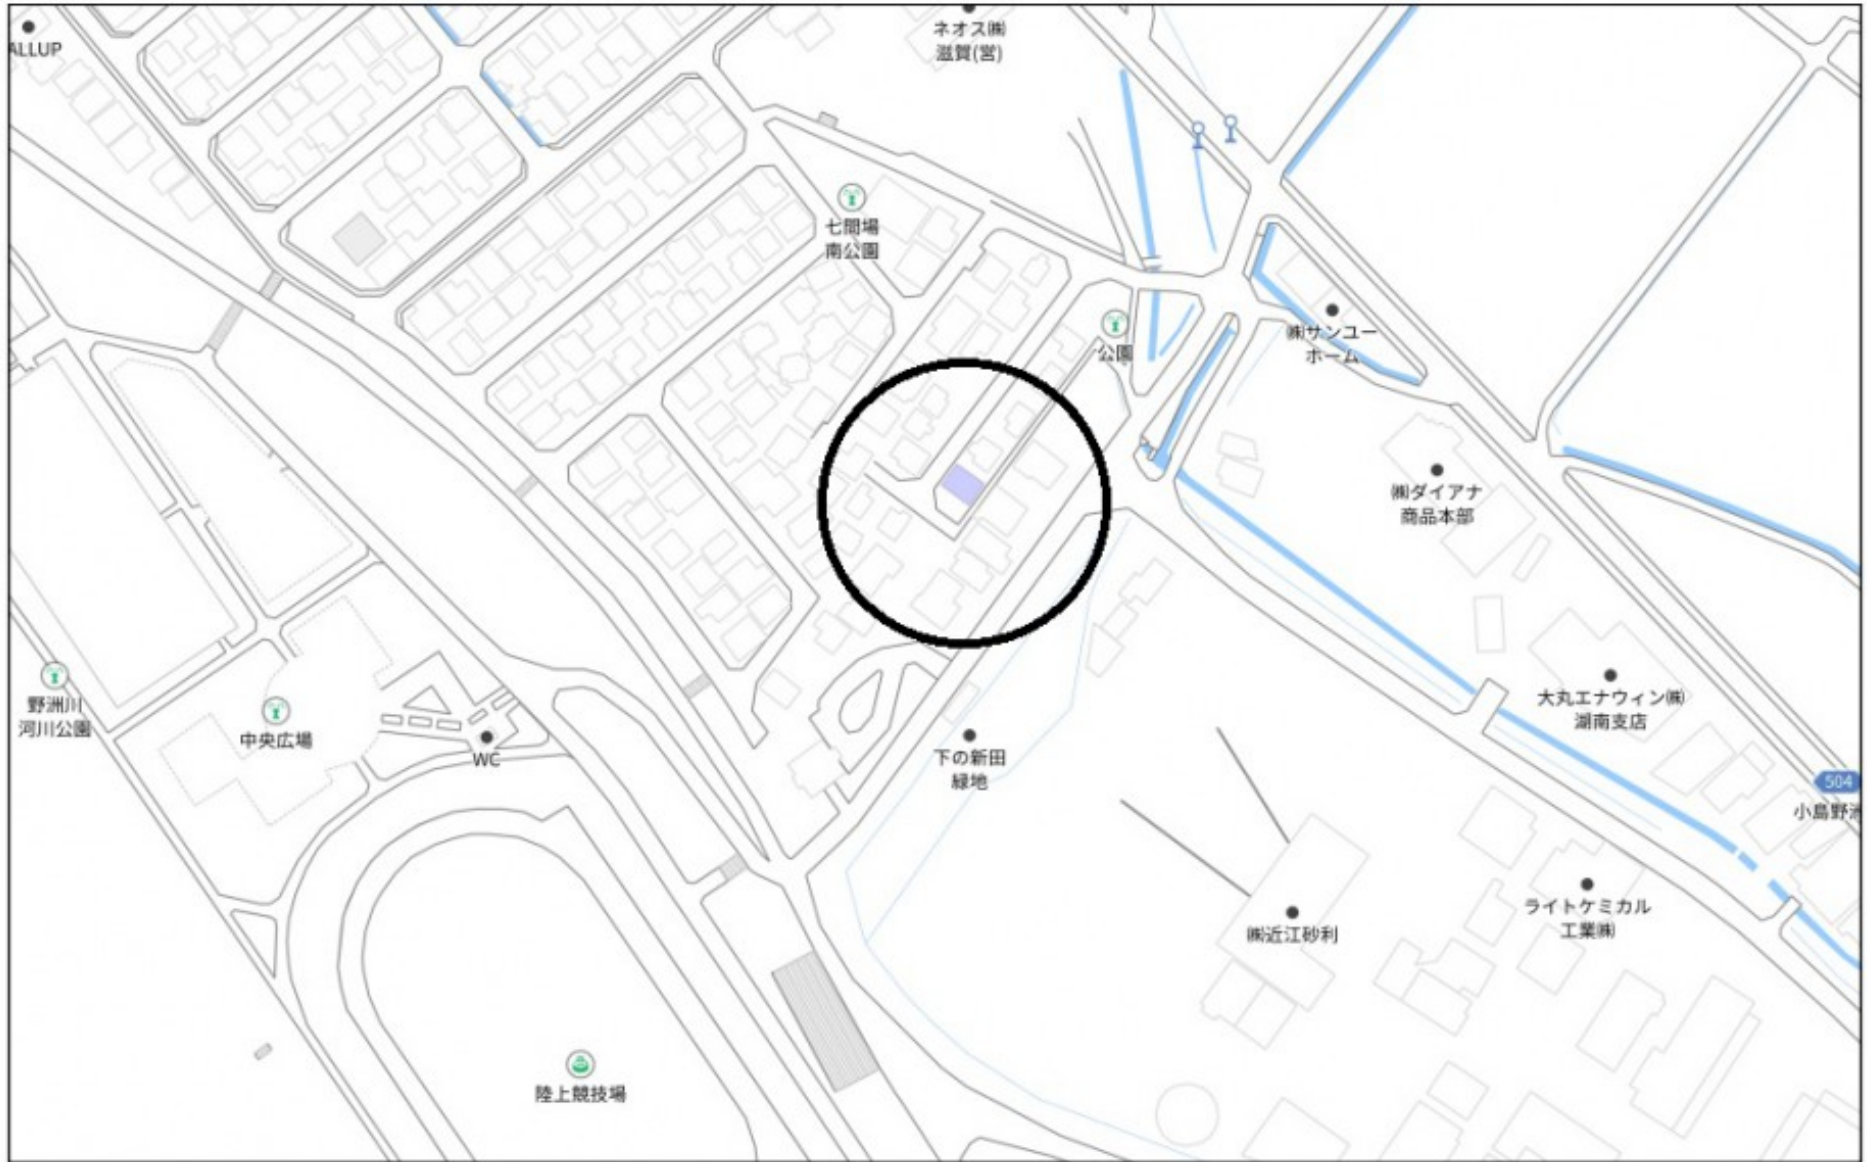 ALLUP
ネオス㈱
滋賀(営)
七間場
南公園
公園
㈱サンユー
ホーム
㈱ダイアナ
商品本部
大丸エナウィン㈱
湖南支店
野洲川
河川公園
中央広場
WC
下の新田
緑地
504
小島野洲
ライトケミカル
工業㈱
㈱近江砂利
陸上競技場